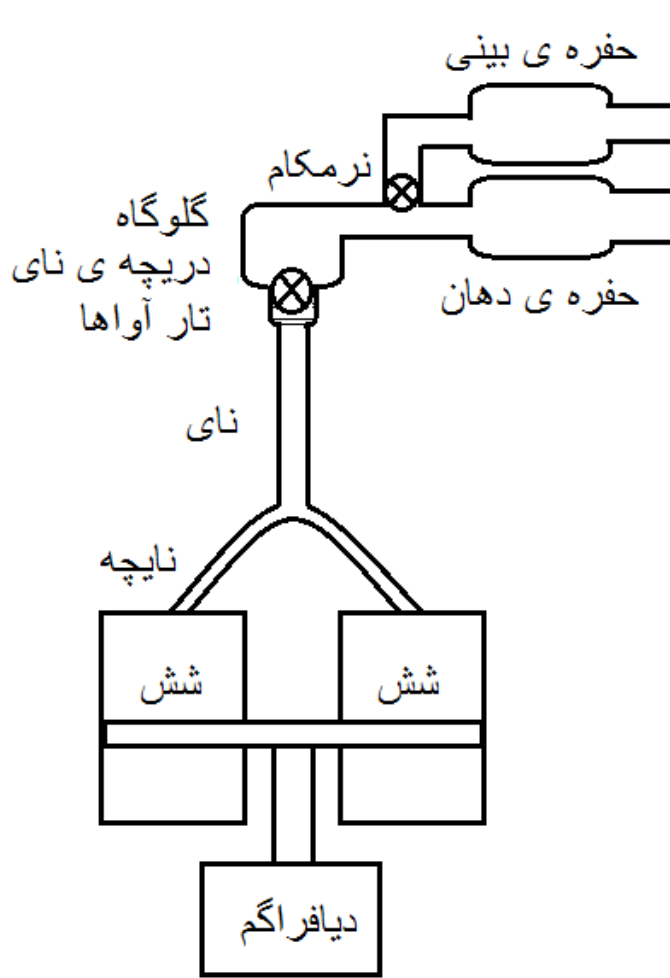 حفره ی بینی
نرمکام
گلوگاه
دریچه ی نای
تار آواها
حفره ی دهان
نای
نایچه
شش
شش
دیافراگم